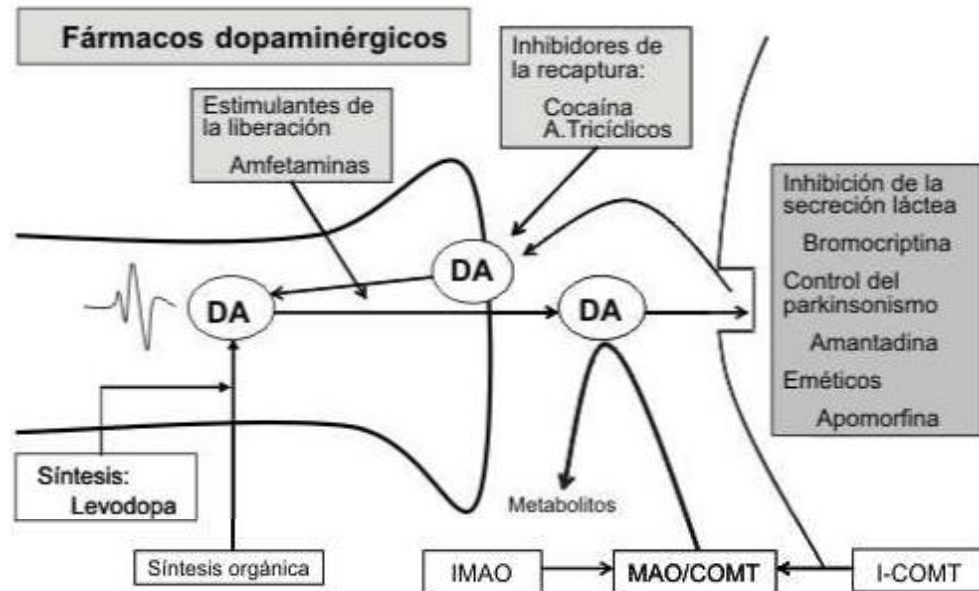 Fármacos dopaminérgicos
Estimulantes de
la liberación
Amfetaminas
Inhibidores de
la recaptura:
Cocaína
A.Tricíclicos
Inhibición de la
secreción láctea
Bromocriptina
Control del
parkinsonismo
Amantadina
Eméticos
Apomorfina
DA
DA
DA
Síntesis:
Levodopa
Metabolitos
Síntesis orgánica
IMAO
MAO/COMT
I-COMT